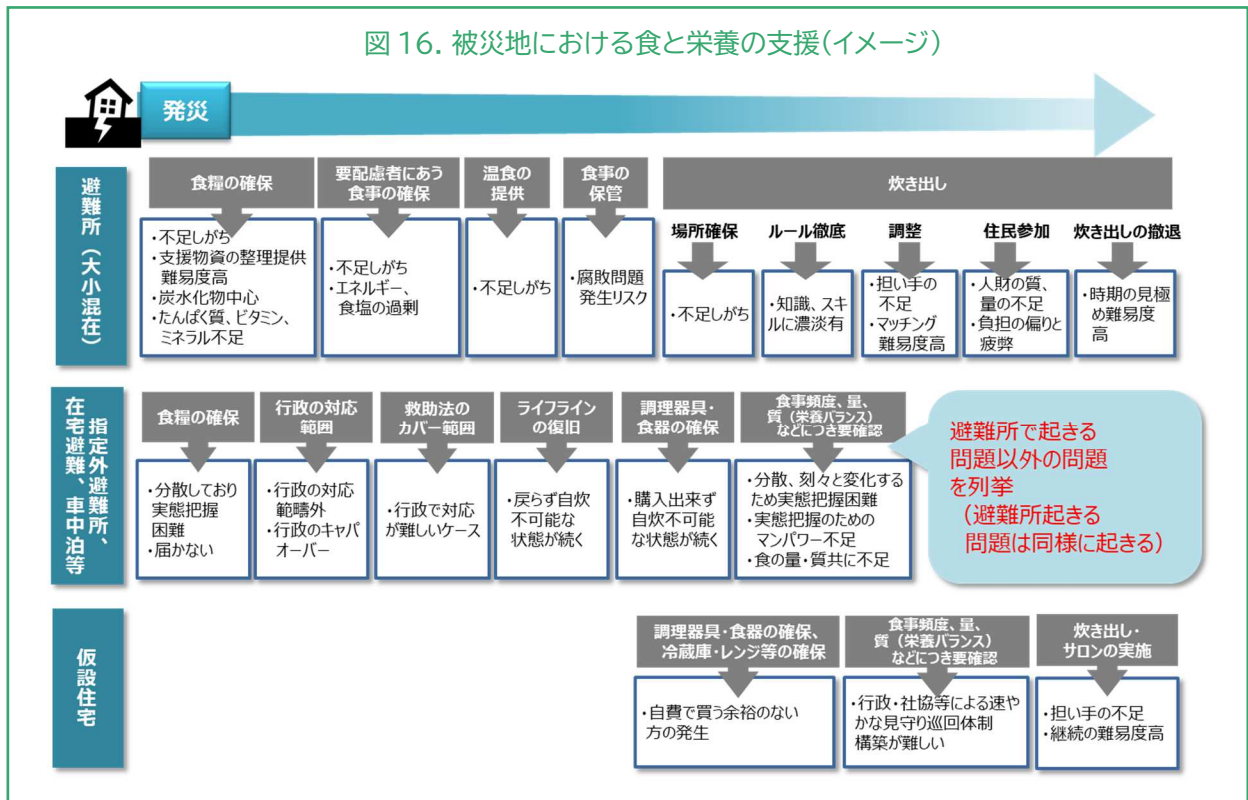 図 16. 被災地における食と栄養の支援(イメージ)
発災
避難所（大小混在）
食糧の確保
・不足しがち
・支援物資の整理提供
難易度高
・炭水化物中心
・たんぱく質、ビタミン、
ミネラル不足
要配慮者にあう
食事の確保
・不足しがち
・エネルギー、
食塩の過剰
温食の
提供
・不足しがち
食事の
保管
・腐敗問題
発生リスク
炊き出し
場所確保
・不足しがち
ルール徹底
・知識、スキ
ルに濃淡有
調整
・担い手の
不足
・マッチング
難易度高
住民参加
・人財の質、
量の不足
・負担の偏りと
疲弊
炊き出しの撤退
・時期の見極
め難易度
高
指定外避難所、
在宅避難、車中泊等
食糧の確保
・分散しており
実態把握
困難
・届かない
行政の対応
範囲
・行政の対応
範疇外
・行政のキャパ
オーバー
救助法の
カバー範囲
・行政で対応
が難しいケース
ライフライン
の復旧
・戻らず自炊
不可能な
状態が続く
調理器具・
食器の確保
・購入出来ず
自炊不可能
な状態が続く
食事頻度、量、
質（栄養バランス）
などにつき要確認
・分散、刻々と変化する
ため実態把握困難
・実態把握のための
マンパワー不足
・食の量・質共に不足
避難所で起きる
問題以外の問題
を列挙
（避難所起きる
問題は同様に起きる）
仮設住宅
調理器具・食器の確保、
冷蔵庫・レンジ等の確保
・自費で買う余裕のない
方の発生
食事頻度、量、
質（栄養バランス）
などにつき要確認
・行政・社協等による速や
かな見守り巡回体制
構築が難しい
炊き出し・
サロンの実施
・担い手の不足
・継続の難易度高